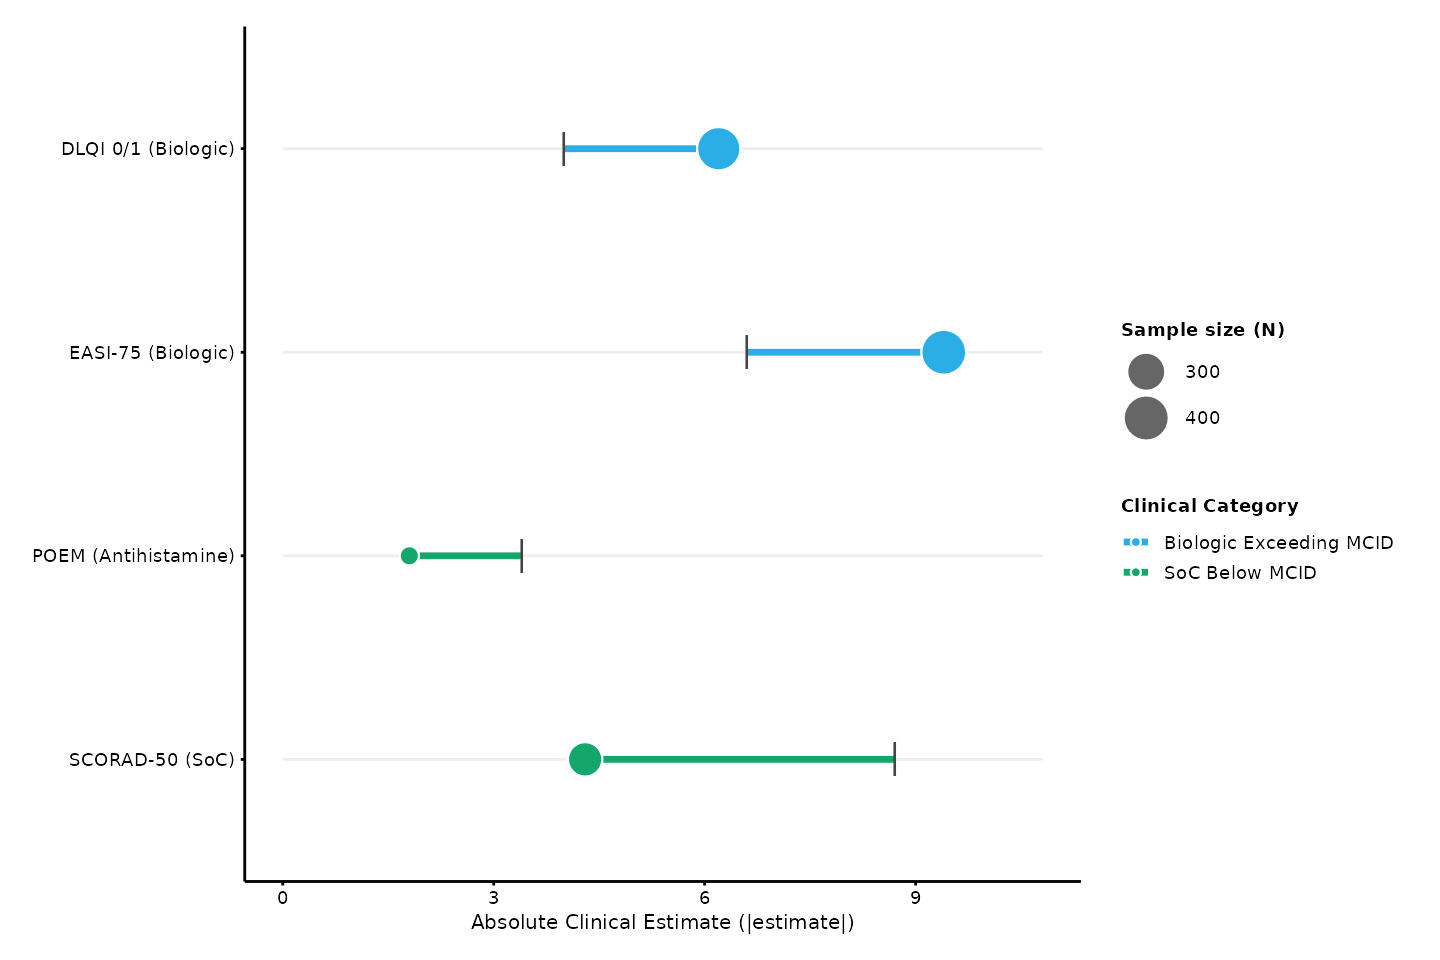 DLQI 0/1 (Biologic)
EASI-75 (Biologic)
POEM (Antihistamine)
SCORAD-50 (SoC)
0
3
6
9
Absolute Clinical Estimate (|estimate|)
Sample size (N)
300
400
Clinical Category
Biologic Exceeding MCID
SoC Below MCID